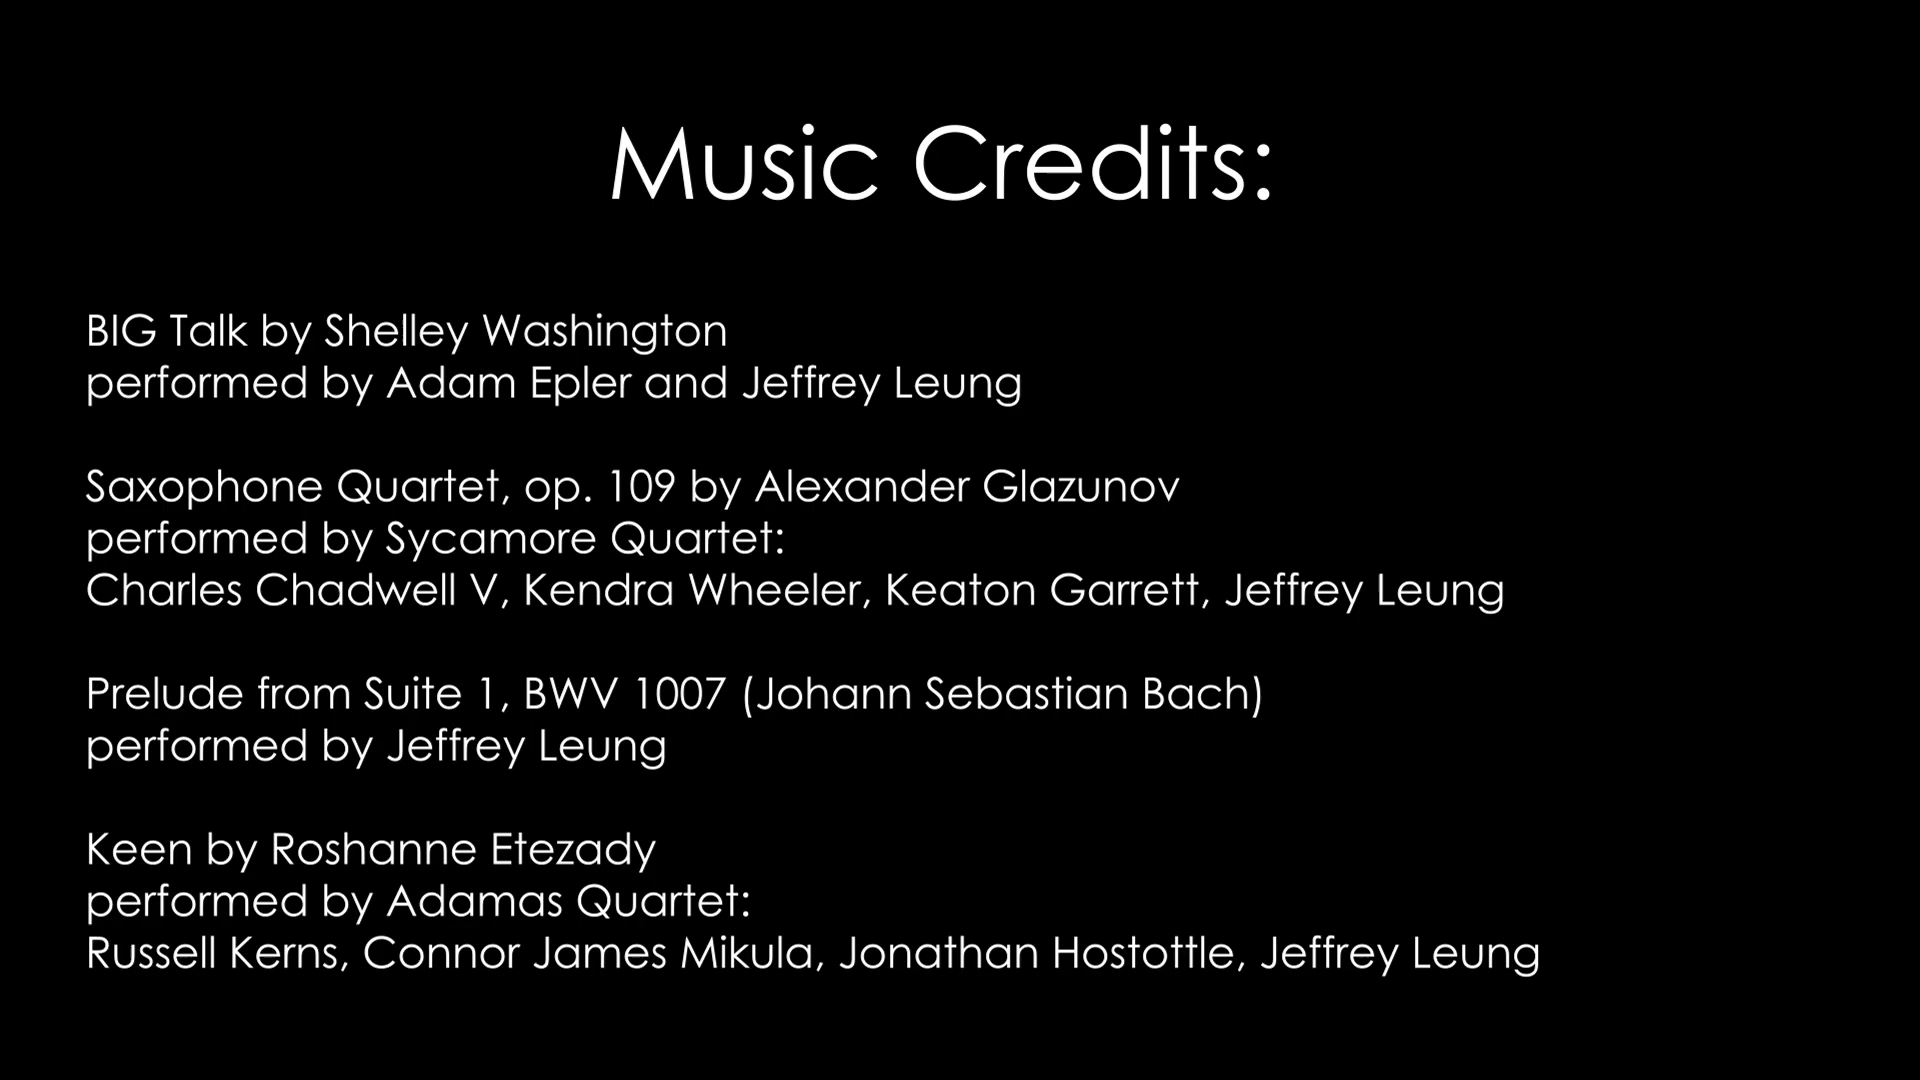 Music Credits:
BIG Talk by Shelley Washington
performed by Adam Epler and Jeffrey Leung
Saxophone Quartet, op. 109 by Alexander Glazunov
performed by Sycamore Quartet:
Charles Chadwell V, Kendra Wheeler, Keaton Garrett, Jeffrey Leung
Prelude from Suite 1, BWV 1007 (Johann Sebastian Bach)
performed by Jeffrey Leung
Keen by Roshanne Etezady
performed by Adamas Quartet:
Russell Kerns, Connor James Mikula, Jonathan Hostottle, Jeffrey Leung